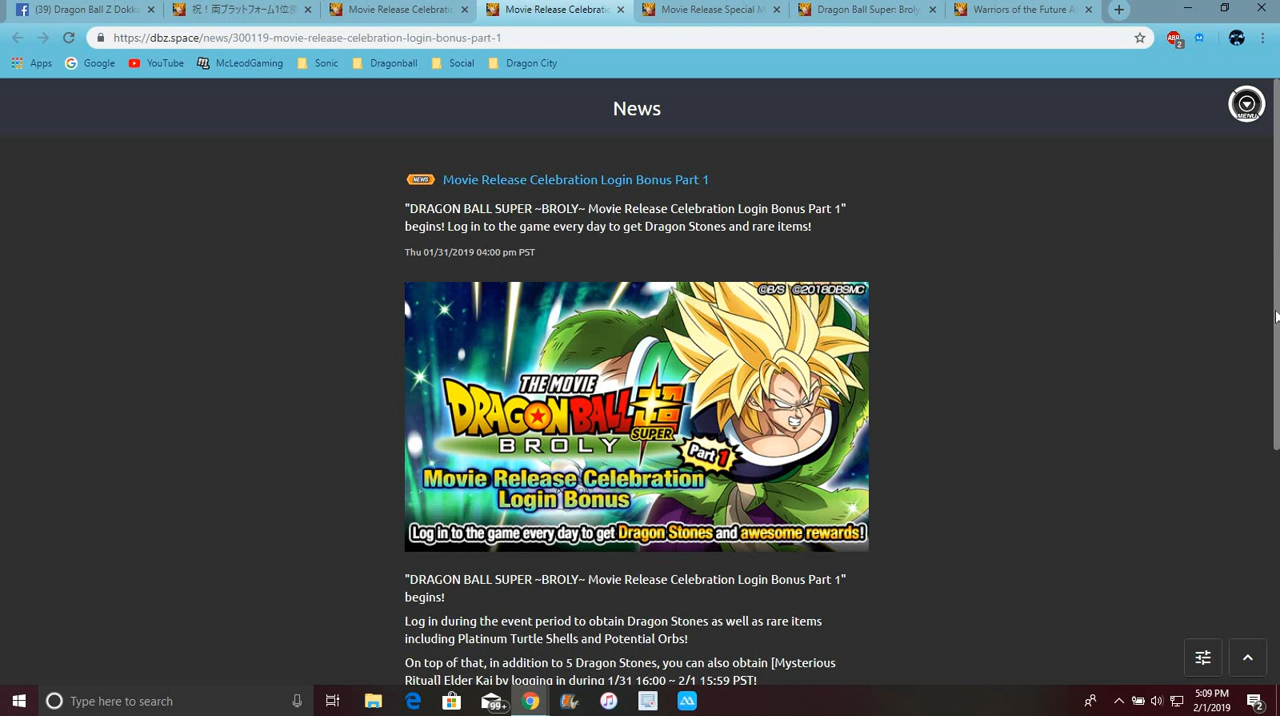 (39) Dragon Ball Z Dokka
祝！両プラットフォーム1位㊗
Movie Release Celebratio
Movie Release Celebratio
Movie Release Special M
Dragon Ball Super: Broly
Warriors of the Future A
https://dbz.space/news/300119-movie-release-celebration-login-bonus-part-1
ABP
2
Apps
Google
YouTube
McLeodGaming
Sonic
Dragonball
Social
Dragon City
News
MENU
NEWS Movie Release Celebration Login Bonus Part 1
"DRAGON BALL SUPER ~BROLY~ Movie Release Celebration Login Bonus Part 1"
begins! Log in to the game every day to get Dragon Stones and rare items!
Thu 01/31/2019 04:00 pm PST
©B/S ©2018DBSMC
THE MOVIE
DRAGON BALL 超
SUPER
BROLY
Part 1
Movie Release Celebration
Login Bonus
Log in to the game every day to get Dragon Stones and awesome rewards!
"DRAGON BALL SUPER ~BROLY~ Movie Release Celebration Login Bonus Part 1"
begins!
Log in during the event period to obtain Dragon Stones as well as rare items
including Platinum Turtle Shells and Potential Orbs!
On top of that, in addition to 5 Dragon Stones, you can also obtain [Mysterious
Ritual] Elder Kai by logging in during 1/31 16:00 ~ 2/1 15:59 PST!
Type here to search
99+
5:09 PM
2/1/2019
2